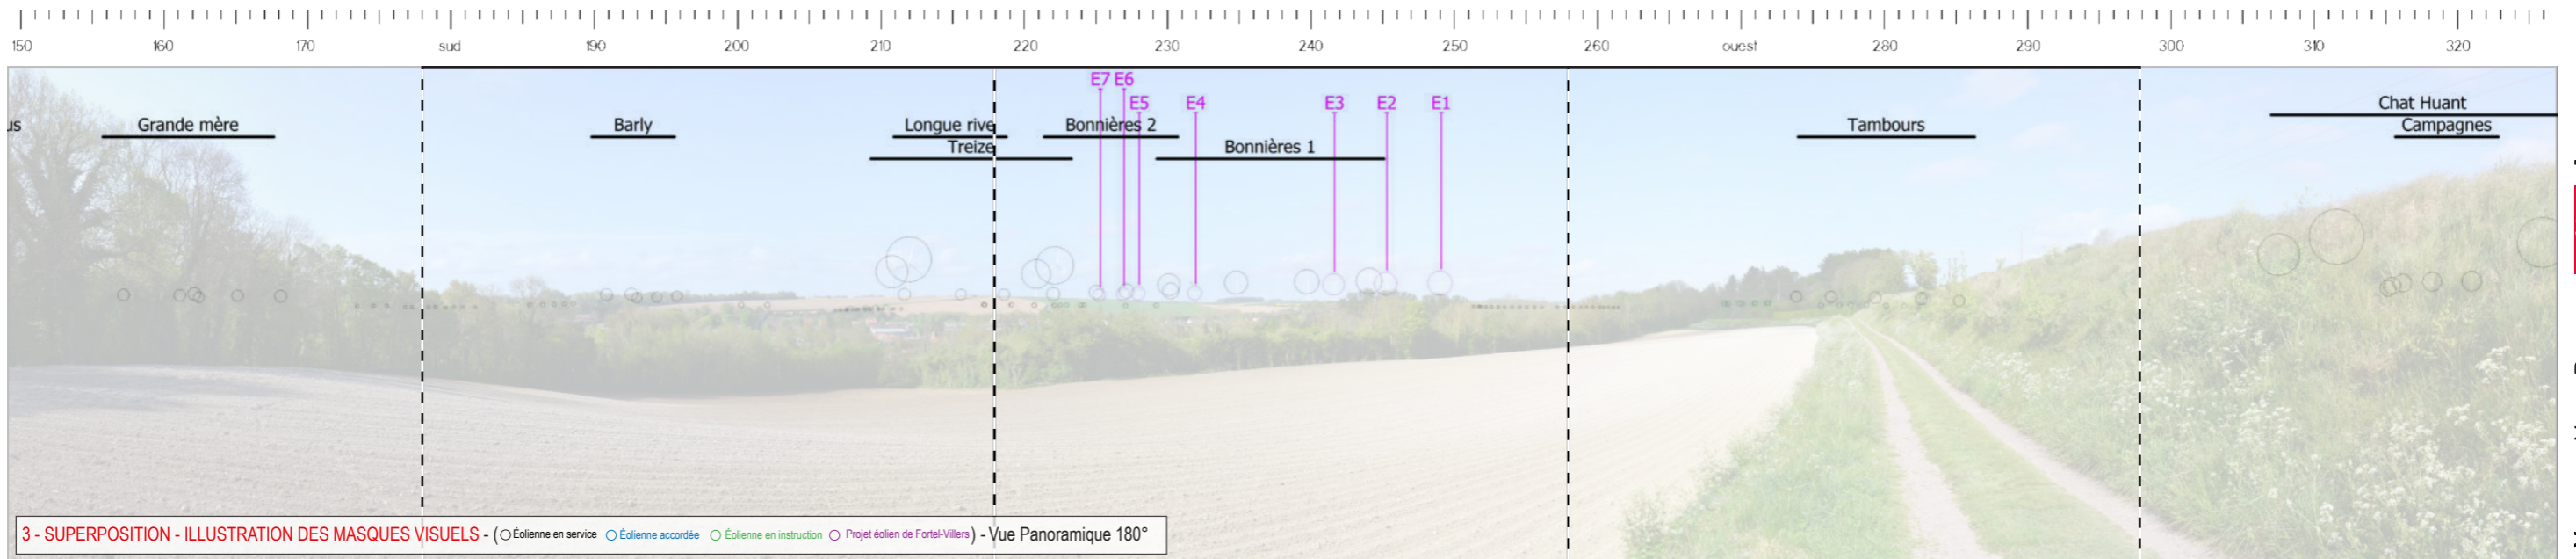 150 160 170 sud 190 200 210 220 230 240 250 260 ouest 280 290 300 310 320
E7 E6
E5 E4 E3 E2 E1
Chat Huant
us Grande mère Barly Longue rive Bonnières 2 Tambours Campagnes
Treize Bonnières 1
3 - SUPERPOSITION - ILLUSTRATION DES MASQUES VISUELS - ( Éolienne en service Éolienne accordée Éolienne en instruction Projet éolien de Fortel-Villers ) - Vue Panoramique 180°